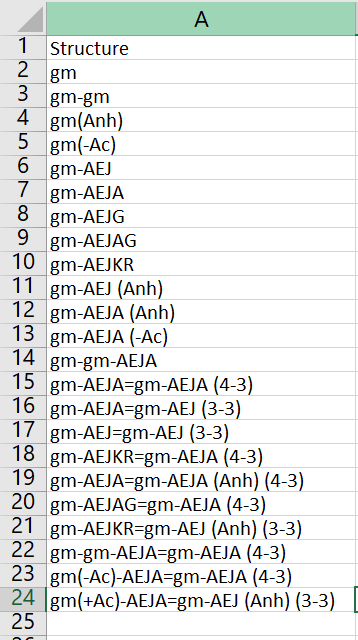 A
1 Structure
2 gm
3 gm-gm
4 gm(Anh)
5 gm(-Ac)
6 gm-AEJ
7 gm-AEJA
8 gm-AEJG
9 gm-AEJAG
10 gm-AEJKR
11 gm-AEJ (Anh)
12 gm-AEJA (Anh)
13 gm-AEJA (-Ac)
14 gm-gm-AEJA
15 gm-AEJA=gm-AEJA (4-3)
16 gm-AEJA=gm-AEJ (3-3)
17 gm-AEJ=gm-AEJ (3-3)
18 gm-AEJKR=gm-AEJA (4-3)
19 gm-AEJA=gm-AEJA (Anh) (4-3)
20 gm-AEJAG=gm-AEJA (4-3)
21 gm-AEJKR=gm-AEJ (Anh) (3-3)
22 gm-gm-AEJA=gm-AEJA (4-3)
23 gm(-Ac)-AEJA=gm-AEJA (4-3)
24 gm(+Ac)-AEJA=gm-AEJ (Anh) (3-3)
25